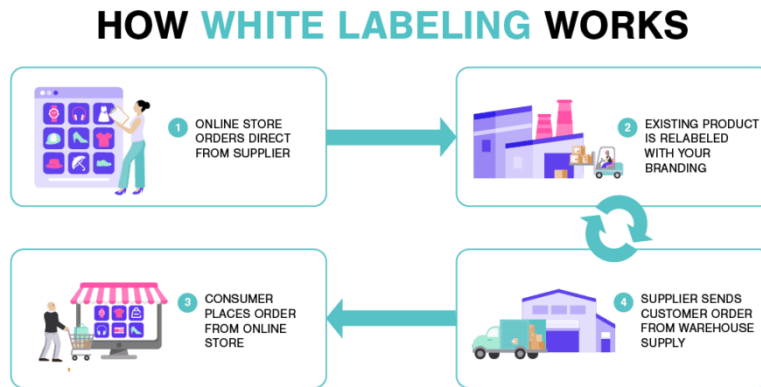 HOW WHITE LABELING WORKS
1
ONLINE STORE
ORDERS DIRECT
FROM SUPPLIER
2
EXISTING PRODUCT
IS RELABELED
WITH YOUR
BRANDING
3
CONSUMER
PLACES ORDER
FROM ONLINE
STORE
4
SUPPLIER SENDS
CUSTOMER ORDER
FROM WAREHOUSE
SUPPLY